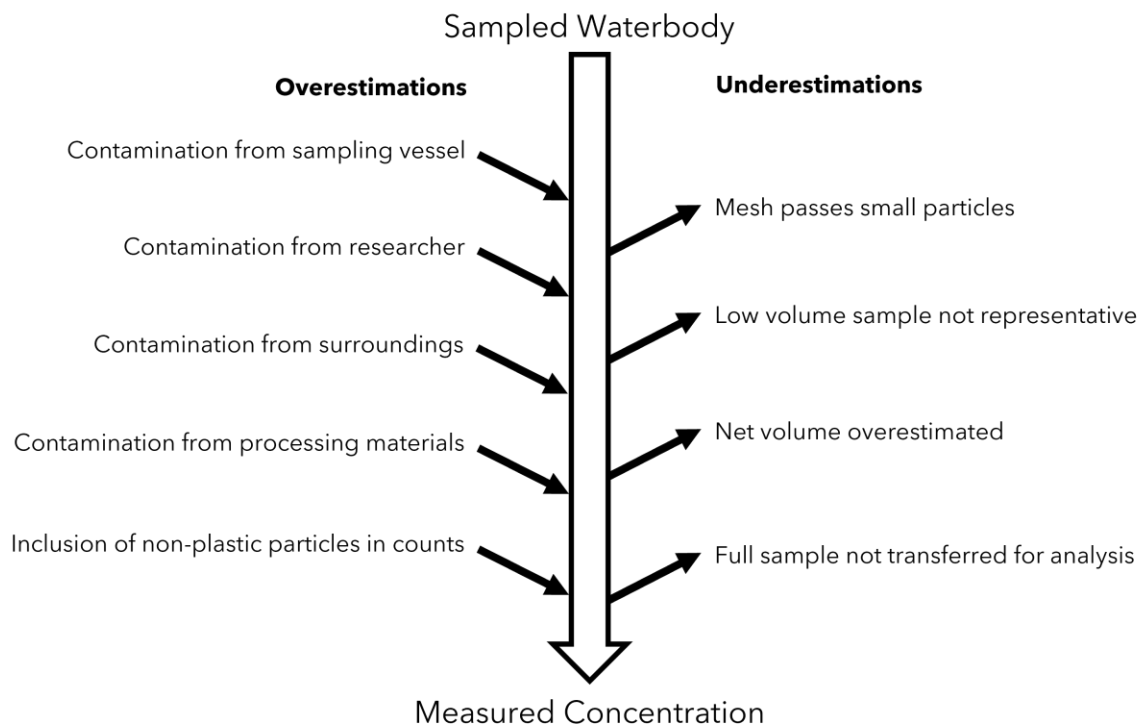 Sampled Waterbody
Overestimations
Underestimations
Contamination from sampling vessel
Mesh passes small particles
Contamination from researcher
Low volume sample not representative
Contamination from surroundings
Net volume overestimated
Contamination from processing materials
Inclusion of non-plastic particles in counts
Full sample not transferred for analysis
Measured Concentration